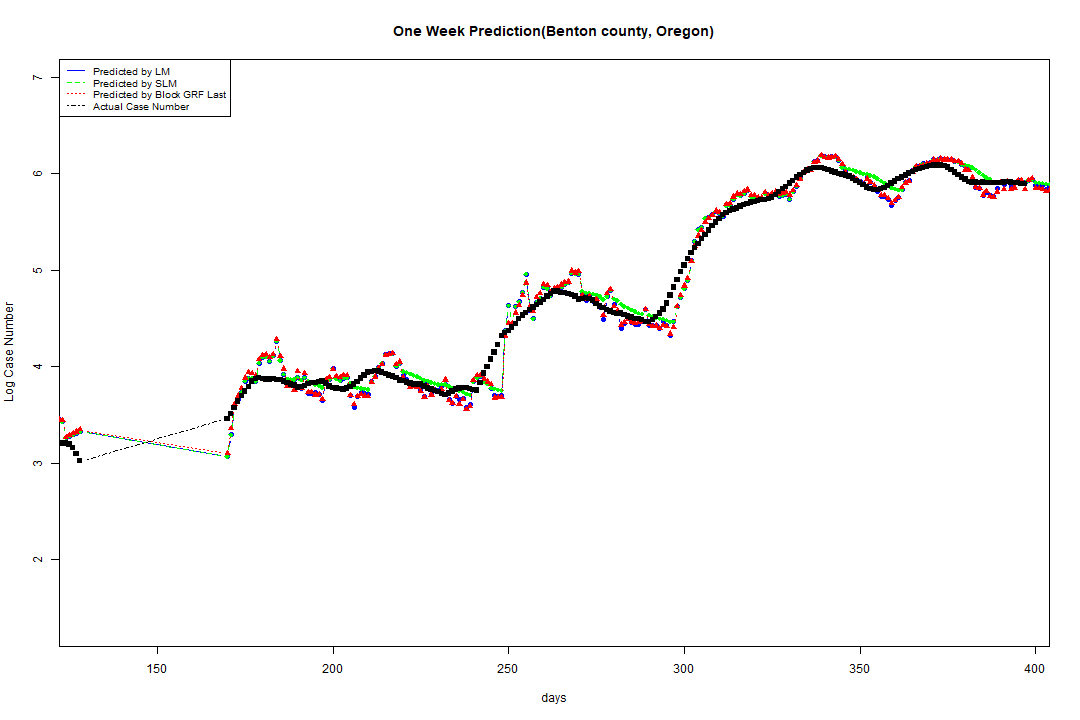 One Week Prediction(Benton county, Oregon)
Predicted by LM
Predicted by SLM
Predicted by Block GRF Last
Actual Case Number
7
6
5
4
3
2
Log Case Number
150 200 250 300 350 400
days